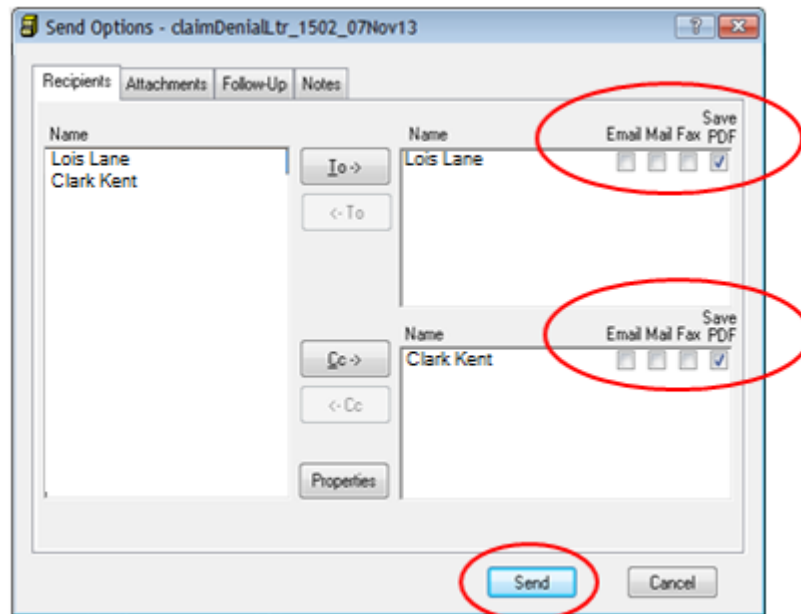 Send Options - claimDenialLtr_1502_07Nov13
Recipients Attachments Follow-Up Notes
Name
Lois Lane
Clark Kent
To ->
<- To
Cc ->
<- Cc
Properties
Name Email Mail Fax Save PDF
Lois Lane
Name Email Mail Fax Save PDF
Clark Kent
Send Cancel